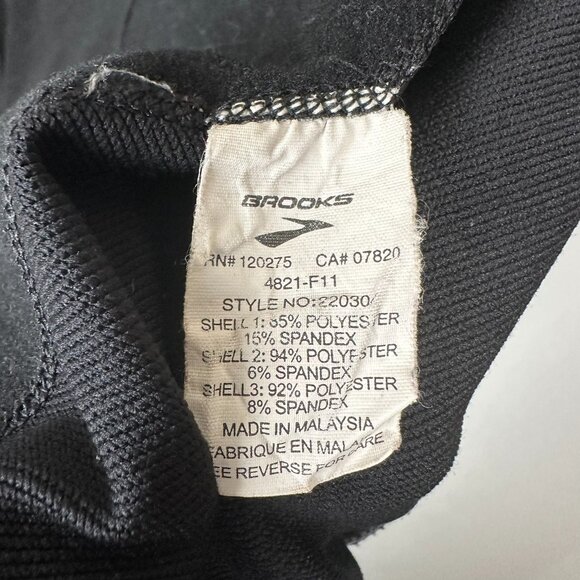 BROOKS
RN# 120275 CA# 07820
4821-F11
STYLE NO:220304
SHELL 1: 85% POLYESTER
15% SPANDEX
SHELL 2: 94% POLYESTER
6% SPANDEX
SHELL3: 92% POLYESTER
8% SPANDEX
MADE IN MALAYSIA
FABRIQUE EN MALAISIE
SEE REVERSE FOR CARE